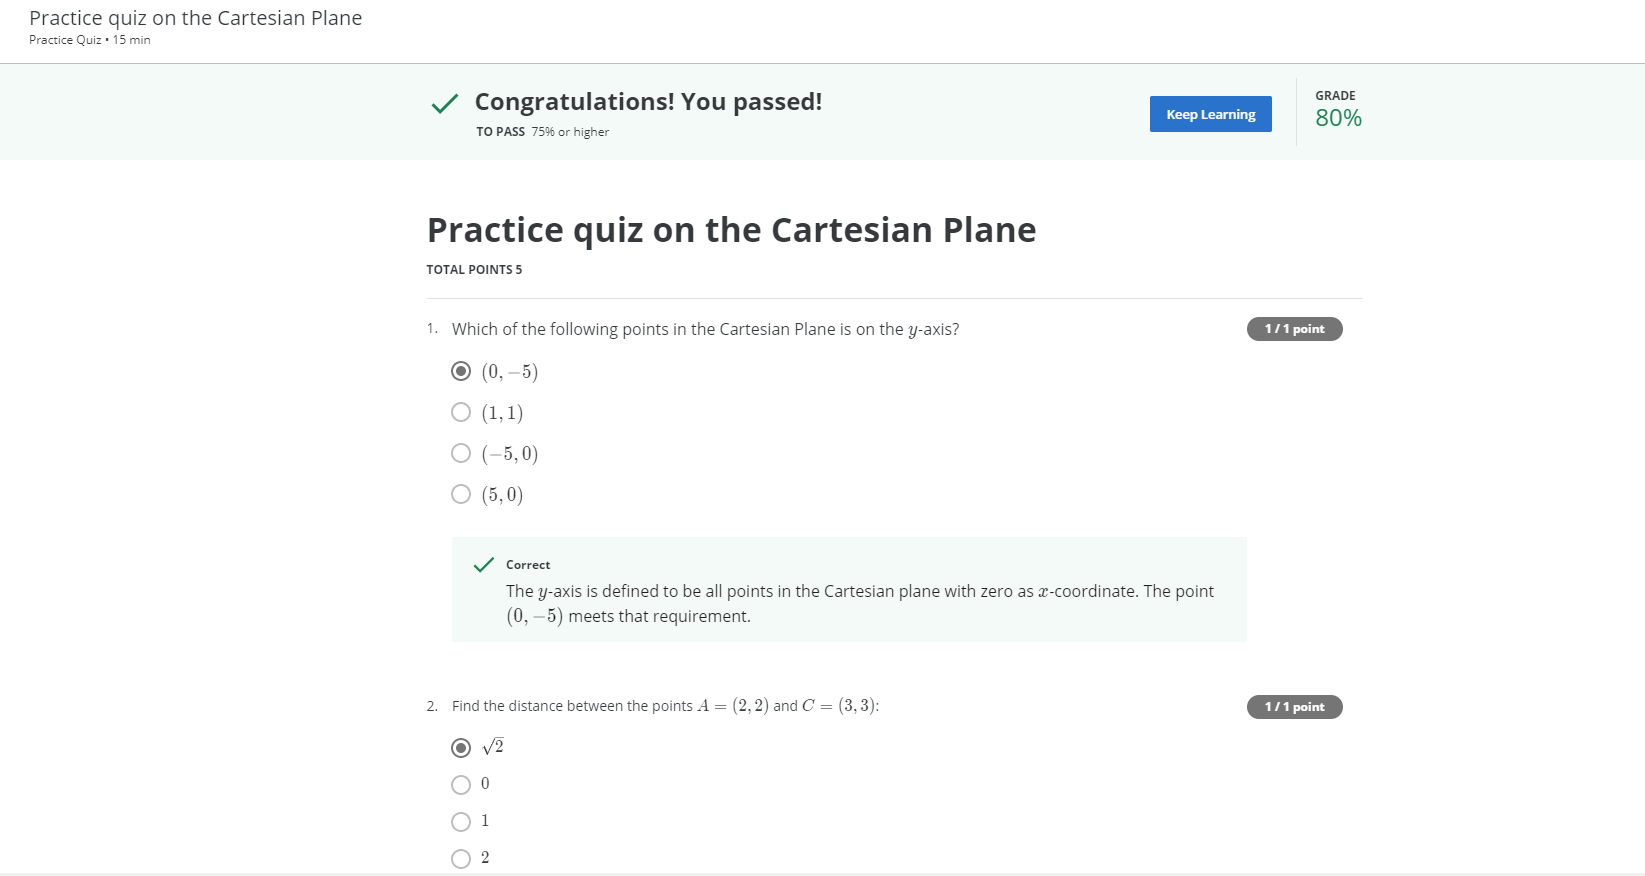 Practice quiz on the Cartesian Plane
Practice Quiz • 15 min
Congratulations! You passed!
TO PASS 75% or higher
Keep Learning
GRADE
80%
Practice quiz on the Cartesian Plane
TOTAL POINTS 5
1. Which of the following points in the Cartesian Plane is on the y-axis?
1 / 1 point
(0, −5)
(1, 1)
(−5, 0)
(5, 0)
Correct
The y-axis is defined to be all points in the Cartesian plane with zero as x-coordinate. The point
(0, −5) meets that requirement.
2. Find the distance between the points A = (2, 2) and C = (3, 3):
1 / 1 point
√2
0
1
2